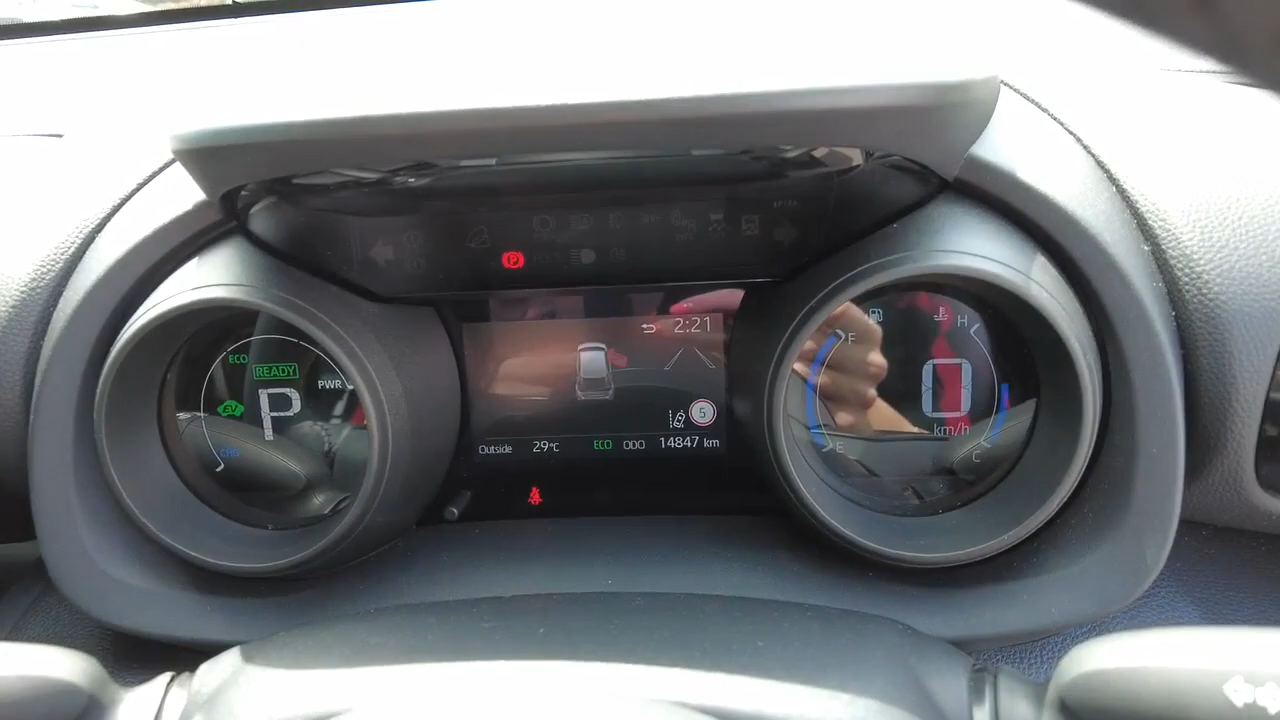 P
2:21
ECO
READY
PWR
EV
P
CHG
5
Outside 29°C ECO ODO 14847 km
F
E
H
0
km/h
C